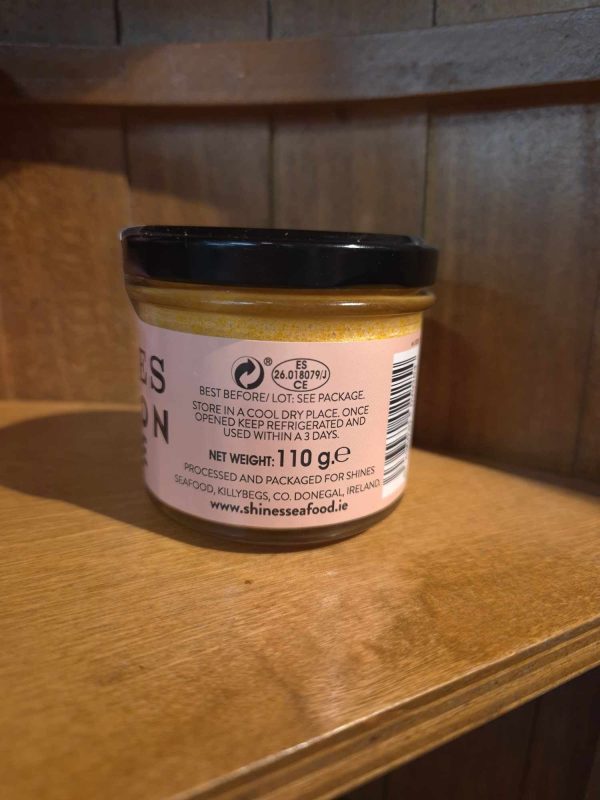 ES
ON
®
ES
26.018079/J
CE
BEST BEFORE/ LOT: SEE PACKAGE.
STORE IN A COOL DRY PLACE. ONCE
OPENED KEEP REFRIGERATED AND
USED WITHIN A 3 DAYS.
NET WEIGHT: 110 g.e
PROCESSED AND PACKAGED FOR SHINES
SEAFOOD, KILLYBEGS, CO. DONEGAL, IRELAND.
www.shinesseafood.ie